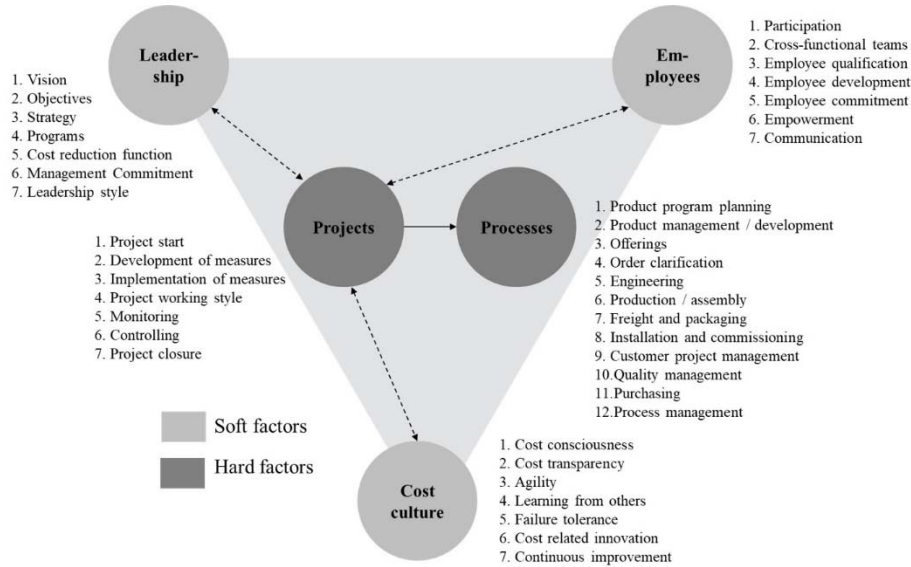 Leader-
ship
1. Vision
2. Objectives
3. Strategy
4. Programs
5. Cost reduction function
6. Management Commitment
7. Leadership style
Em-
ployees
1. Participation
2. Cross-functional teams
3. Employee qualification
4. Employee development
5. Employee commitment
6. Empowerment
7. Communication
Projects
1. Project start
2. Development of measures
3. Implementation of measures
4. Project working style
5. Monitoring
6. Controlling
7. Project closure
Processes
1. Product program planning
2. Product management / development
3. Offerings
4. Order clarification
5. Engineering
6. Production / assembly
7. Freight and packaging
8. Installation and commissioning
9. Customer project management
10.Quality management
11.Purchasing
12.Process management
Soft factors
Hard factors
Cost
culture
1. Cost consciousness
2. Cost transparency
3. Agility
4. Learning from others
5. Failure tolerance
6. Cost related innovation
7. Continuous improvement